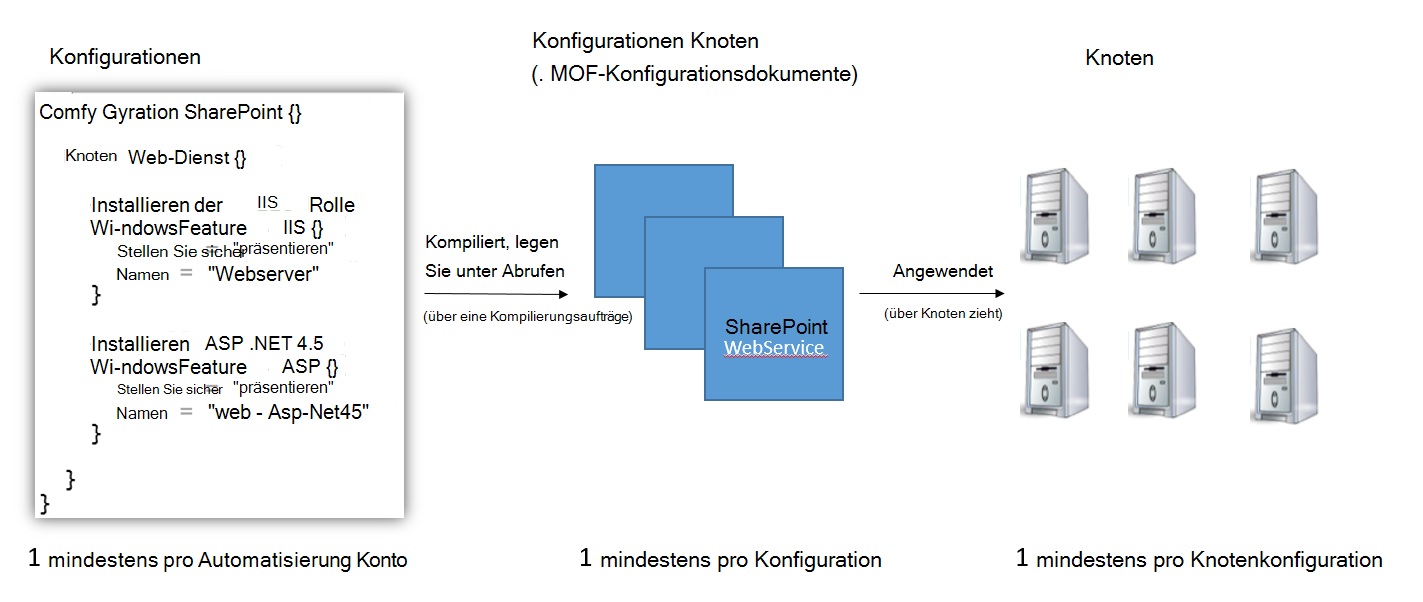 Konfigurationen
Comfy Gyration SharePoint {}
Knoten Web-Dienst {}
Installieren der IIS Rolle
Wi-ndowsFeature IIS {}
Stellen Sie sicher = "präsentieren"
Namen = "Webserver"
}
Installieren ASP .NET 4.5
Wi-ndowsFeature ASP {}
Stellen Sie sicher = "präsentieren"
Namen = "web - Asp-Net45"
}
}
}
1 mindestens pro Automatisierung Konto
Kompiliert, legen
Sie unter Abrufen
(über eine Kompilierungsaufträge)
Konfigurationen Knoten
(. MOF-Konfigurationsdokumente)
SharePoint
WebService
1 mindestens pro Konfiguration
Angewendet
(über Knoten zieht)
Knoten
1 mindestens pro Knotenkonfiguration